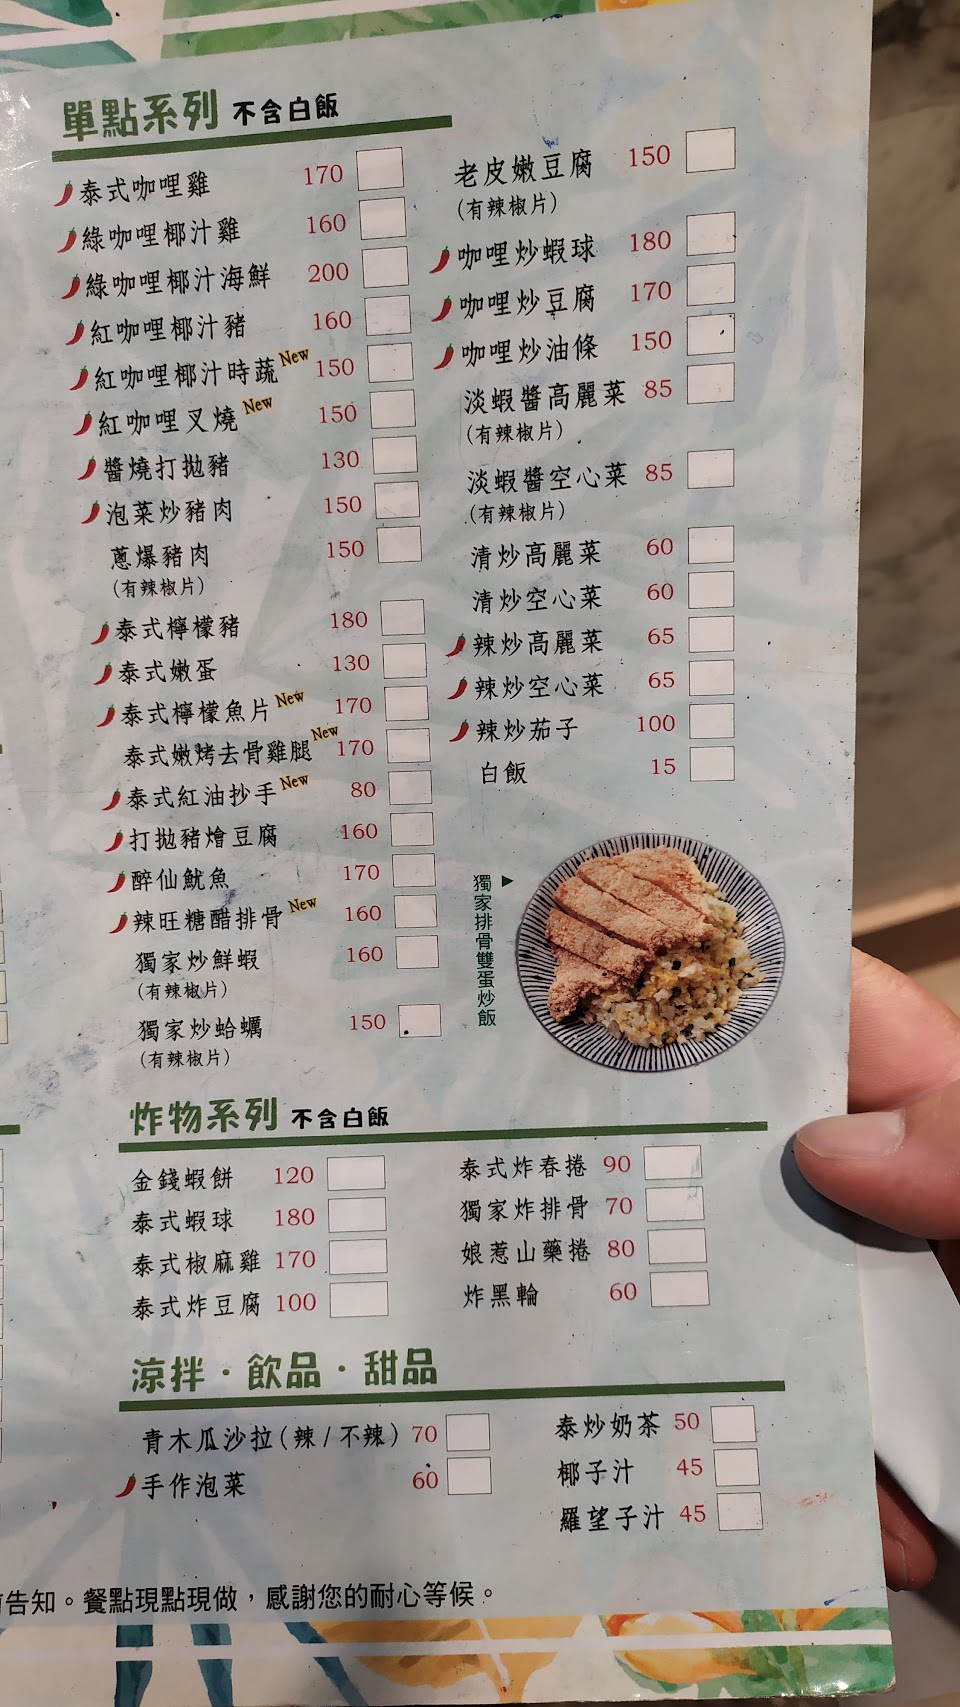 單點系列 不含白飯
泰式咖哩雞 170
綠咖哩椰汁雞 160
綠咖哩椰汁海鮮 200
紅咖哩椰汁豬 160
紅咖哩椰汁時蔬 New 150
紅咖哩叉燒 New 150
醬燒打拋豬 130
泡菜炒豬肉 150
蔥爆豬肉 150
(有辣椒片)
泰式檸檬豬 180
泰式嫩蛋 130
泰式檸檬魚片 New 170
泰式嫩烤去骨雞腿 New 170
泰式紅油抄手 New 80
打拋豬燴豆腐 160
醉仙魷魚 170
辣旺糖醋排骨 New 160
獨家炒鮮蝦 160
(有辣椒片)
獨家炒蛤蠣 150
(有辣椒片)
老皮嫩豆腐 150
(有辣椒片)
咖哩炒蝦球 180
咖哩炒豆腐 170
咖哩炒油條 150
淡蝦醬高麗菜 85
(有辣椒片)
淡蝦醬空心菜 85
(有辣椒片)
清炒高麗菜 60
清炒空心菜 60
辣炒高麗菜 65
辣炒空心菜 65
辣炒茄子 100
白飯 15
獨家排骨雙蛋炒飯
炸物系列 不含白飯
金錢蝦餅 120
泰式蝦球 180
泰式椒麻雞 170
泰式炸豆腐 100
泰式炸春捲 90
獨家炸排骨 70
娘惹山藥捲 80
炸黑輪 60
涼拌·飲品·甜品
青木瓜沙拉(辣/不辣) 70
手作泡菜 60
泰炒奶茶 50
椰子汁 45
羅望子汁 45
告知。餐點現點現做，感謝您的耐心等候。